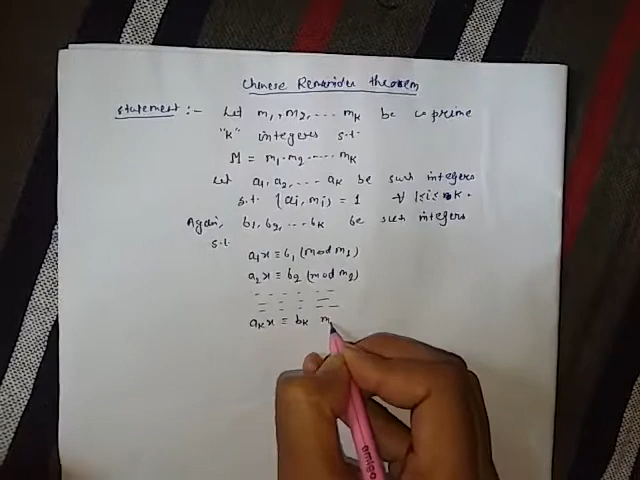 Chinese Remainder theorem
Statement :- Let m₁, m₂, .... mₖ be co prime
"k" integers s.t.
M = m₁·m₂ ..... mₖ
Let a₁, a₂, .... aₖ be such integers
s.t. (aᵢ, mᵢ) = 1 ∀ 1≤i≤k.
Again, b₁, b₂, ... bₖ be such integers
s.t.
a₁x ≡ b₁ (mod m₁)
a₂x ≡ b₂ (mod m₂)
aₖx ≡ bₖ m
amigo